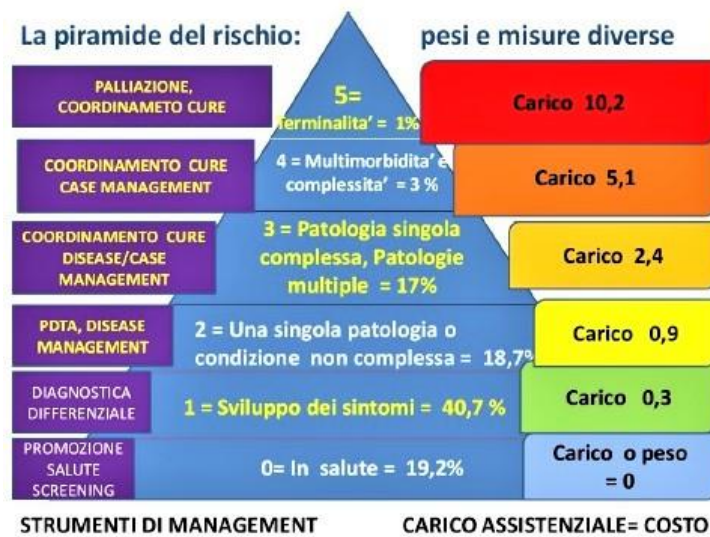 La piramide del rischio: pesi e misure diverse
PALLIAZIONE,
COORDINAMETO CURE
5=
Terminalita' = 1%
Carico 10,2
COORDINAMENTO CURE
CASE MANAGEMENT
4 = Multimorbidita' e
complessita' = 3 %
Carico 5,1
COORDINAMENTO CURE
DISEASE/CASE
MANAGEMENT
3 = Patologia singola
complessa, Patologie
multiple = 17%
Carico 2,4
PDTA, DISEASE
MANAGEMENT
2 = Una singola patologia o
condizione non complessa = 18,7%
Carico 0,9
DIAGNOSTICA
DIFFERENZIALE
1 = Sviluppo dei sintomi = 40,7 %
Carico 0,3
PROMOZIONE
SALUTE
SCREENING
0= In salute = 19,2%
Carico o peso
= 0
STRUMENTI DI MANAGEMENT
CARICO ASSISTENZIALE= COSTO